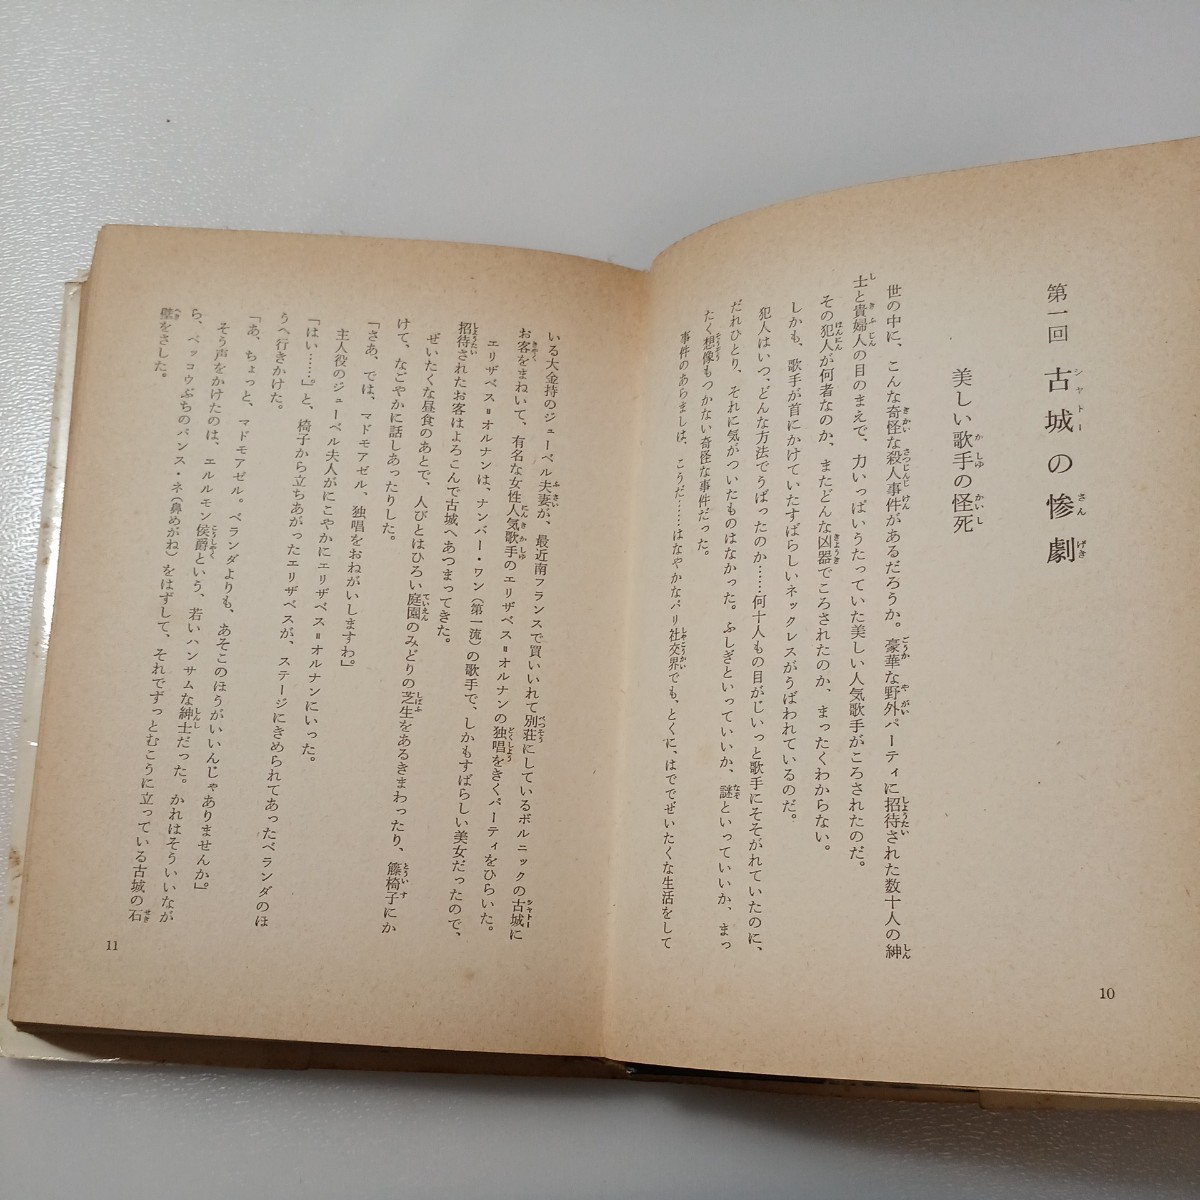 第一回 古城の惨劇
美しい歌手の怪死
世の中に、こんな奇怪な殺人事件があるだろうか。豪華な野外パーティに招待された数十人の紳
士と貴婦人の目のまえで、力いっぱいうたっていた美しい人気歌手がころされたのだ。
その犯人が何者なのか、またどんな凶器でころされたのか、まったくわからない。
しかも、歌手が首にかけていたすばらしいネックレスがうばわれているのだ。
犯人はいつ、どんな方法でうばったのか……何十人もの目がじいっと歌手にそそがれていたのに、
だれひとり、それに気がついたものはなかった。ふしぎといっていいか、謎といっていいか、まっ
たく想像もつかない奇怪な事件だった。
事件のあらましは、こうだ……はなやかなパリ社交界でも、とくに、はででぜいたくな生活をして
10
いる大金持のジューベル夫妻が、最近南フランスで買いいれて別荘にしているボルニックの古城に
お客をまねいて、有名な女性人気歌手のエリザベス＝オルナンの独唱をきくパーティをひらいた。
エリザベス＝オルナンは、ナンバー・ワン（第一流）の歌手で、しかもすばらしい美女だったので、
招待されたお客はよろこんで古城へあつまってきた。
ぜいたくな昼食のあとで、人びとはひろい庭園のみどりの芝生をあるきまわったり、籐椅子にか
けて、なごやかに話しあったりした。
「さあ、では、マドモアゼル、独唱をおねがいしますわ」
主人役のジューベル夫人がにこやかにエリザベス＝オルナンにいった。
「はい……」と、椅子から立ちあがったエリザベスが、ステージにきめられてあったベランダのほ
うへ行きかけた。
「あ、ちょっと、マドモアゼル。ベランダよりも、あそこのほうがいいんじゃありませんか」
そう声をかけたのは、エルルモン侯爵という、若いハンサムな紳士だった。かれはそういいなが
ら、ベッコウぶちのパンス・ネ（鼻めがね）をはずして、それでずっとむこうに立っている古城の石
壁をさした。
11